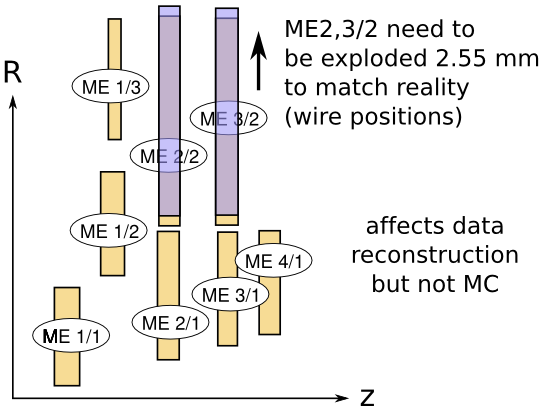 ME2,3/2 need to
be exploded 2.55 mm
to match reality
(wire positions)
R
ME 1/3
ME 3/2
ME 2/2
ME 1/2
affects data
reconstruction
but not MC
ME 4/1
ME 3/1
ME 2/1
ME 1/1
z